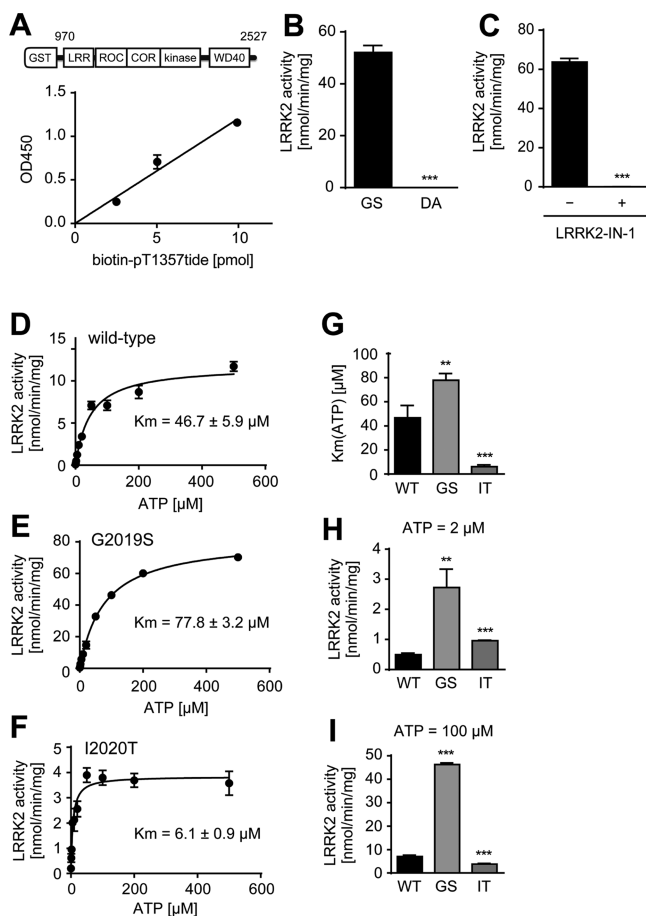 A
970 2527
GST LRR ROC COR kinase WD40
OD450
1.5
1.0
0.5
0.0
0 5 10
biotin-pT1357tide [pmol]
B
LRRK2 activity
[nmol/min/mg]
60
40
20
0
***
GS DA
C
LRRK2 activity
[nmol/min/mg]
80
60
40
20
0
***
− +
LRRK2-IN-1
D
wild-type
LRRK2 activity
[nmol/min/mg]
15
10
5
0
Km = 46.7 ± 5.9 µM
0 200 400 600
ATP [µM]
E
G2019S
LRRK2 activity
[nmol/min/mg]
80
60
40
20
0
Km = 77.8 ± 3.2 µM
0 200 400 600
ATP [µM]
F
I2020T
LRRK2 activity
[nmol/min/mg]
5
4
3
2
1
0
Km = 6.1 ± 0.9 µM
0 200 400 600
ATP [µM]
G
Km(ATP) [µM]
100
80
60
40
20
0
**
***
WT GS IT
H
ATP = 2 µM
LRRK2 activity
[nmol/min/mg]
4
3
2
1
0
**
***
WT GS IT
I
ATP = 100 µM
LRRK2 activity
[nmol/min/mg]
50
40
30
20
10
0
***
***
WT GS IT